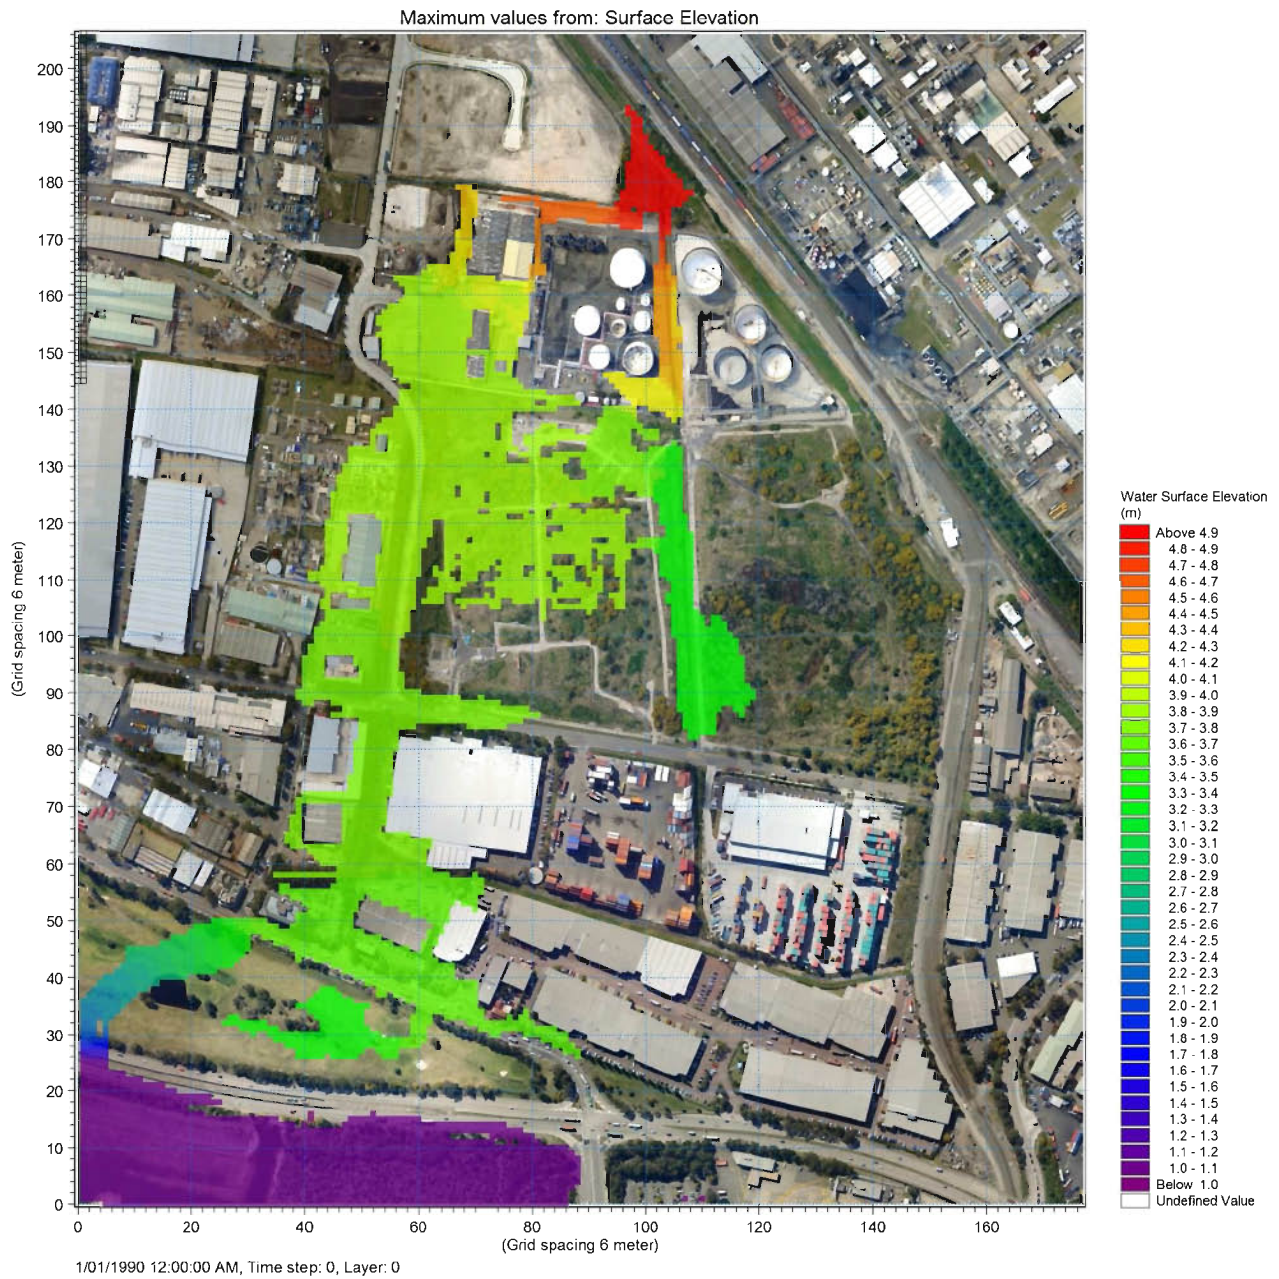 Maximum values from: Surface Elevation
200
190
180
170
160
150
140
130
120
110
100
90
80
70
60
50
40
30
20
10
0
(Grid spacing 6 meter)
0 20 40 60 80 100 120 140 160
(Grid spacing 6 meter)
1/01/1990 12:00:00 AM, Time step: 0, Layer: 0
Water Surface Elevation
(m)
Above 4.9
4.8 - 4.9
4.7 - 4.8
4.6 - 4.7
4.5 - 4.6
4.4 - 4.5
4.3 - 4.4
4.2 - 4.3
4.1 - 4.2
4.0 - 4.1
3.9 - 4.0
3.8 - 3.9
3.7 - 3.8
3.6 - 3.7
3.5 - 3.6
3.4 - 3.5
3.3 - 3.4
3.2 - 3.3
3.1 - 3.2
3.0 - 3.1
2.9 - 3.0
2.8 - 2.9
2.7 - 2.8
2.6 - 2.7
2.5 - 2.6
2.4 - 2.5
2.3 - 2.4
2.2 - 2.3
2.1 - 2.2
2.0 - 2.1
1.9 - 2.0
1.8 - 1.9
1.7 - 1.8
1.6 - 1.7
1.5 - 1.6
1.4 - 1.5
1.3 - 1.4
1.2 - 1.3
1.1 - 1.2
1.0 - 1.1
Below 1.0
Undefined Value